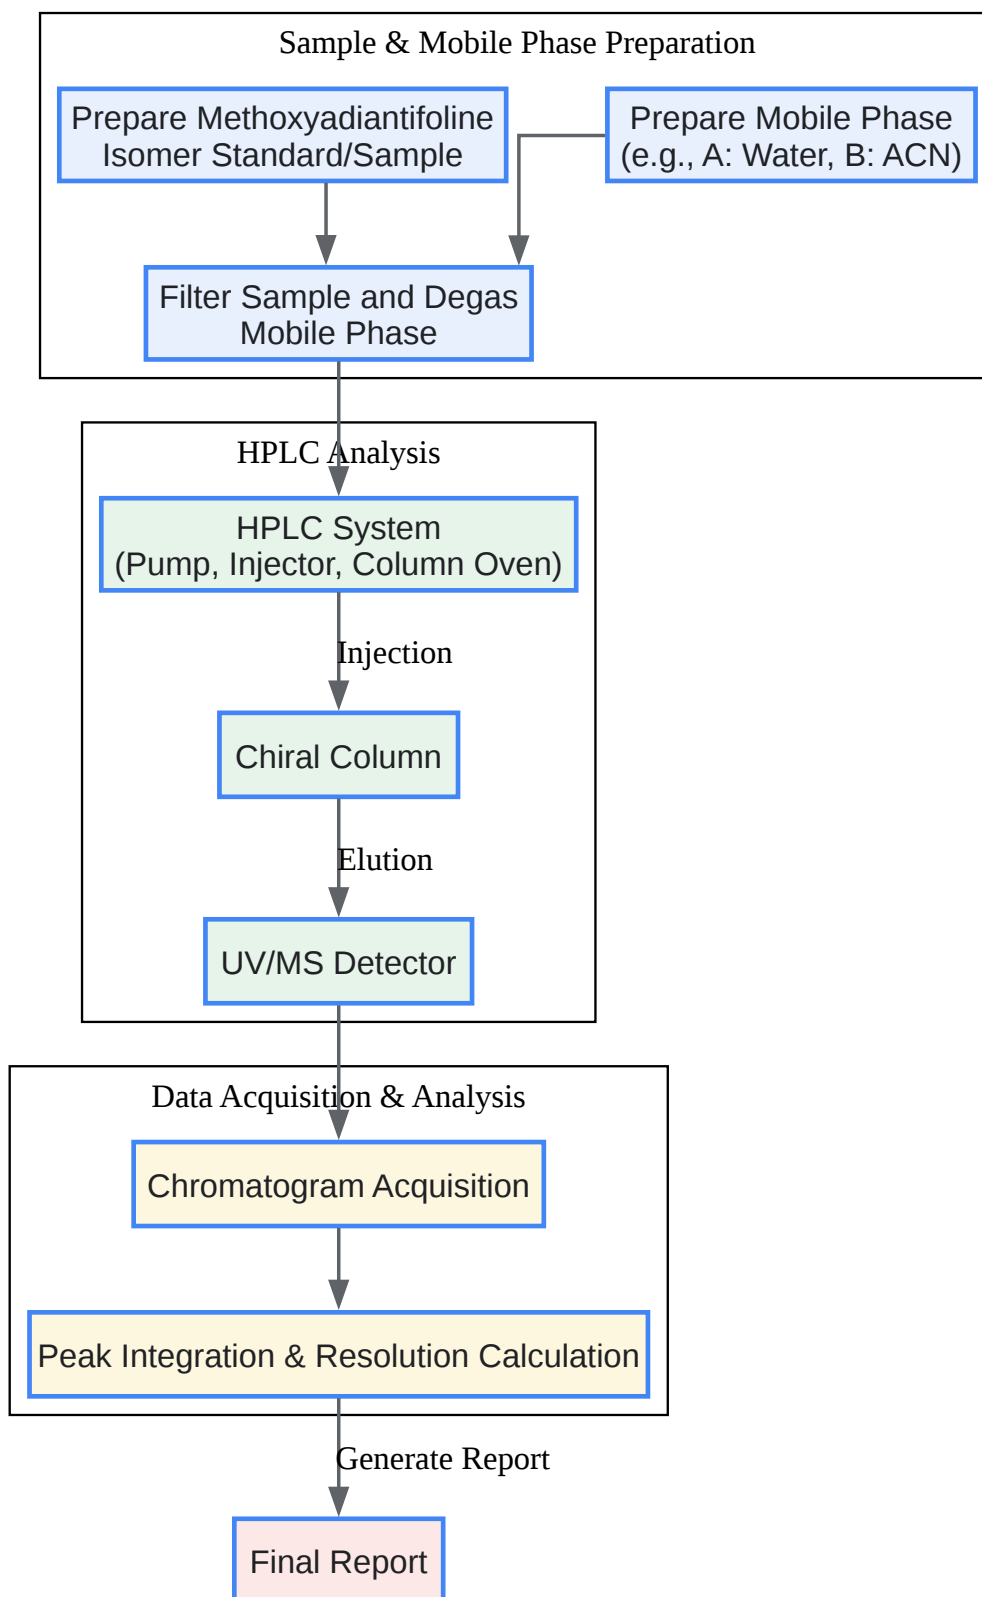 Sample & Mobile Phase Preparation
Prepare Methoxyadiantifoline
Isomer Standard/Sample
Prepare Mobile Phase
(e.g., A: Water, B: ACN)
Filter Sample and Degas
Mobile Phase
HPLC Analysis
HPLC System
(Pump, Injector, Column Oven)
Injection
Chiral Column
Elution
UV/MS Detector
Data Acquisition & Analysis
Chromatogram Acquisition
Peak Integration & Resolution Calculation
Generate Report
Final Report